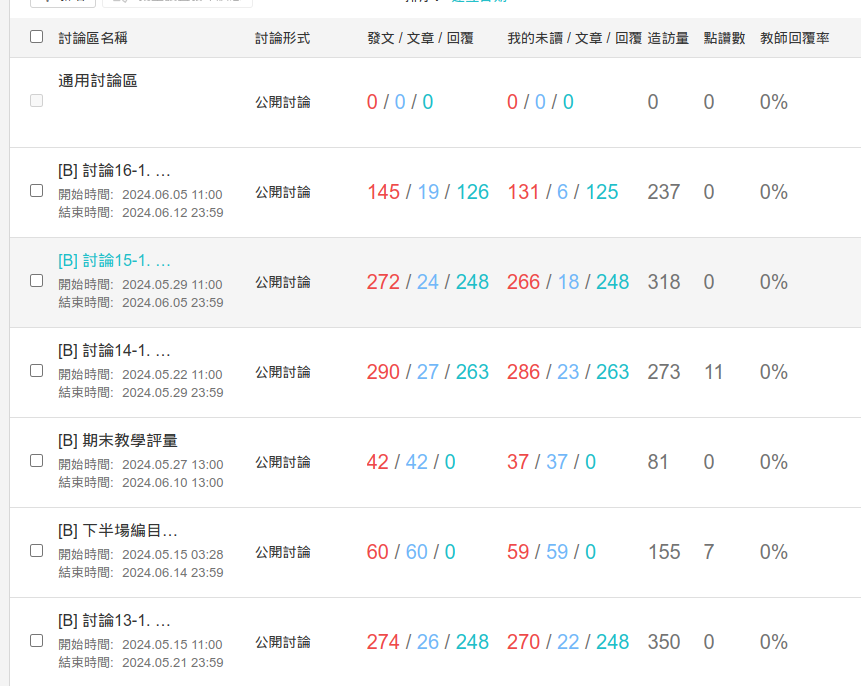 討論區名稱 討論形式 發文 / 文章 / 回覆 我的未讀 / 文章 / 回覆 造訪量 點讚數 教師回覆率
通用討論區
公開討論 0 / 0 / 0 0 / 0 / 0 0 0 0%
[B] 討論16-1. …
開始時間: 2024.06.05 11:00
結束時間: 2024.06.12 23:59
公開討論 145 / 19 / 126 131 / 6 / 125 237 0 0%
[B] 討論15-1. …
開始時間: 2024.05.29 11:00
結束時間: 2024.06.05 23:59
公開討論 272 / 24 / 248 266 / 18 / 248 318 0 0%
[B] 討論14-1. …
開始時間: 2024.05.22 11:00
結束時間: 2024.05.29 23:59
公開討論 290 / 27 / 263 286 / 23 / 263 273 11 0%
[B] 期末教學評量
開始時間: 2024.05.27 13:00
結束時間: 2024.06.10 13:00
公開討論 42 / 42 / 0 37 / 37 / 0 81 0 0%
[B] 下半場編目…
開始時間: 2024.05.15 03:28
結束時間: 2024.06.14 23:59
公開討論 60 / 60 / 0 59 / 59 / 0 155 7 0%
[B] 討論13-1. …
開始時間: 2024.05.15 11:00
結束時間: 2024.05.21 23:59
公開討論 274 / 26 / 248 270 / 22 / 248 350 0 0%